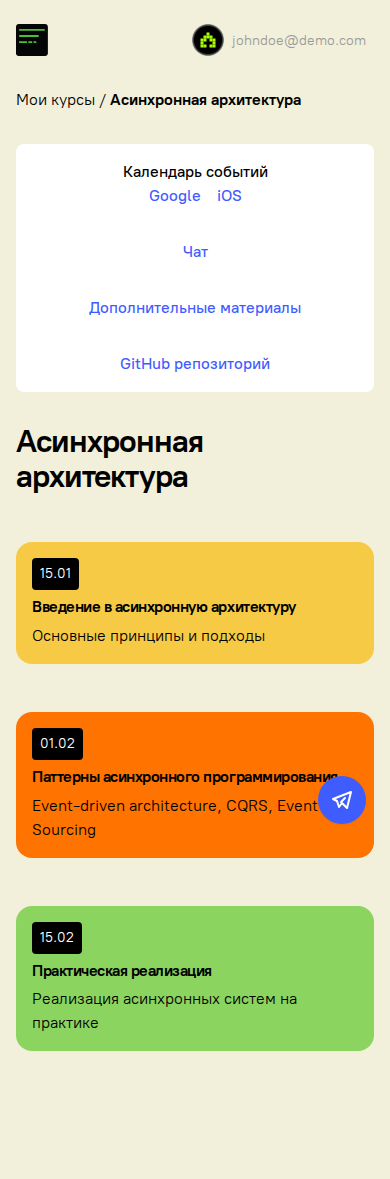 johndoe@demo.com
Мои курсы / Асинхронная архитектура
Календарь событий
Google iOS
Чат
Дополнительные материалы
GitHub репозиторий
Асинхронная
архитектура
15.01
Введение в асинхронную архитектуру
Основные принципы и подходы
01.02
Паттерны асинхронного программирования
Event-driven architecture, CQRS, Event
Sourcing
15.02
Практическая реализация
Реализация асинхронных систем на
практике